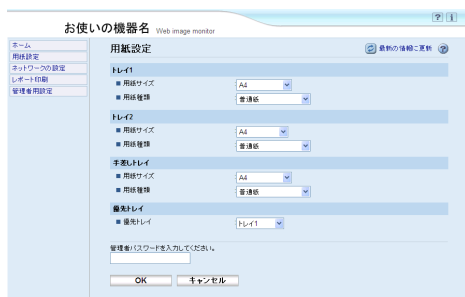 ? i
お使いの機器名 Web image monitor
ホーム
用紙設定
ネットワークの設定
レポート印刷
管理者用設定
用紙設定 最新の情報に更新 ?
トレイ1
■ 用紙サイズ : A4
■ 用紙種類 : 普通紙
トレイ2
■ 用紙サイズ : A4
■ 用紙種類 : 普通紙
手差しトレイ
■ 用紙サイズ : A4
■ 用紙種類 : 普通紙
優先トレイ
■ 優先トレイ : トレイ1
管理者パスワードを入力してください。
OK キャンセル